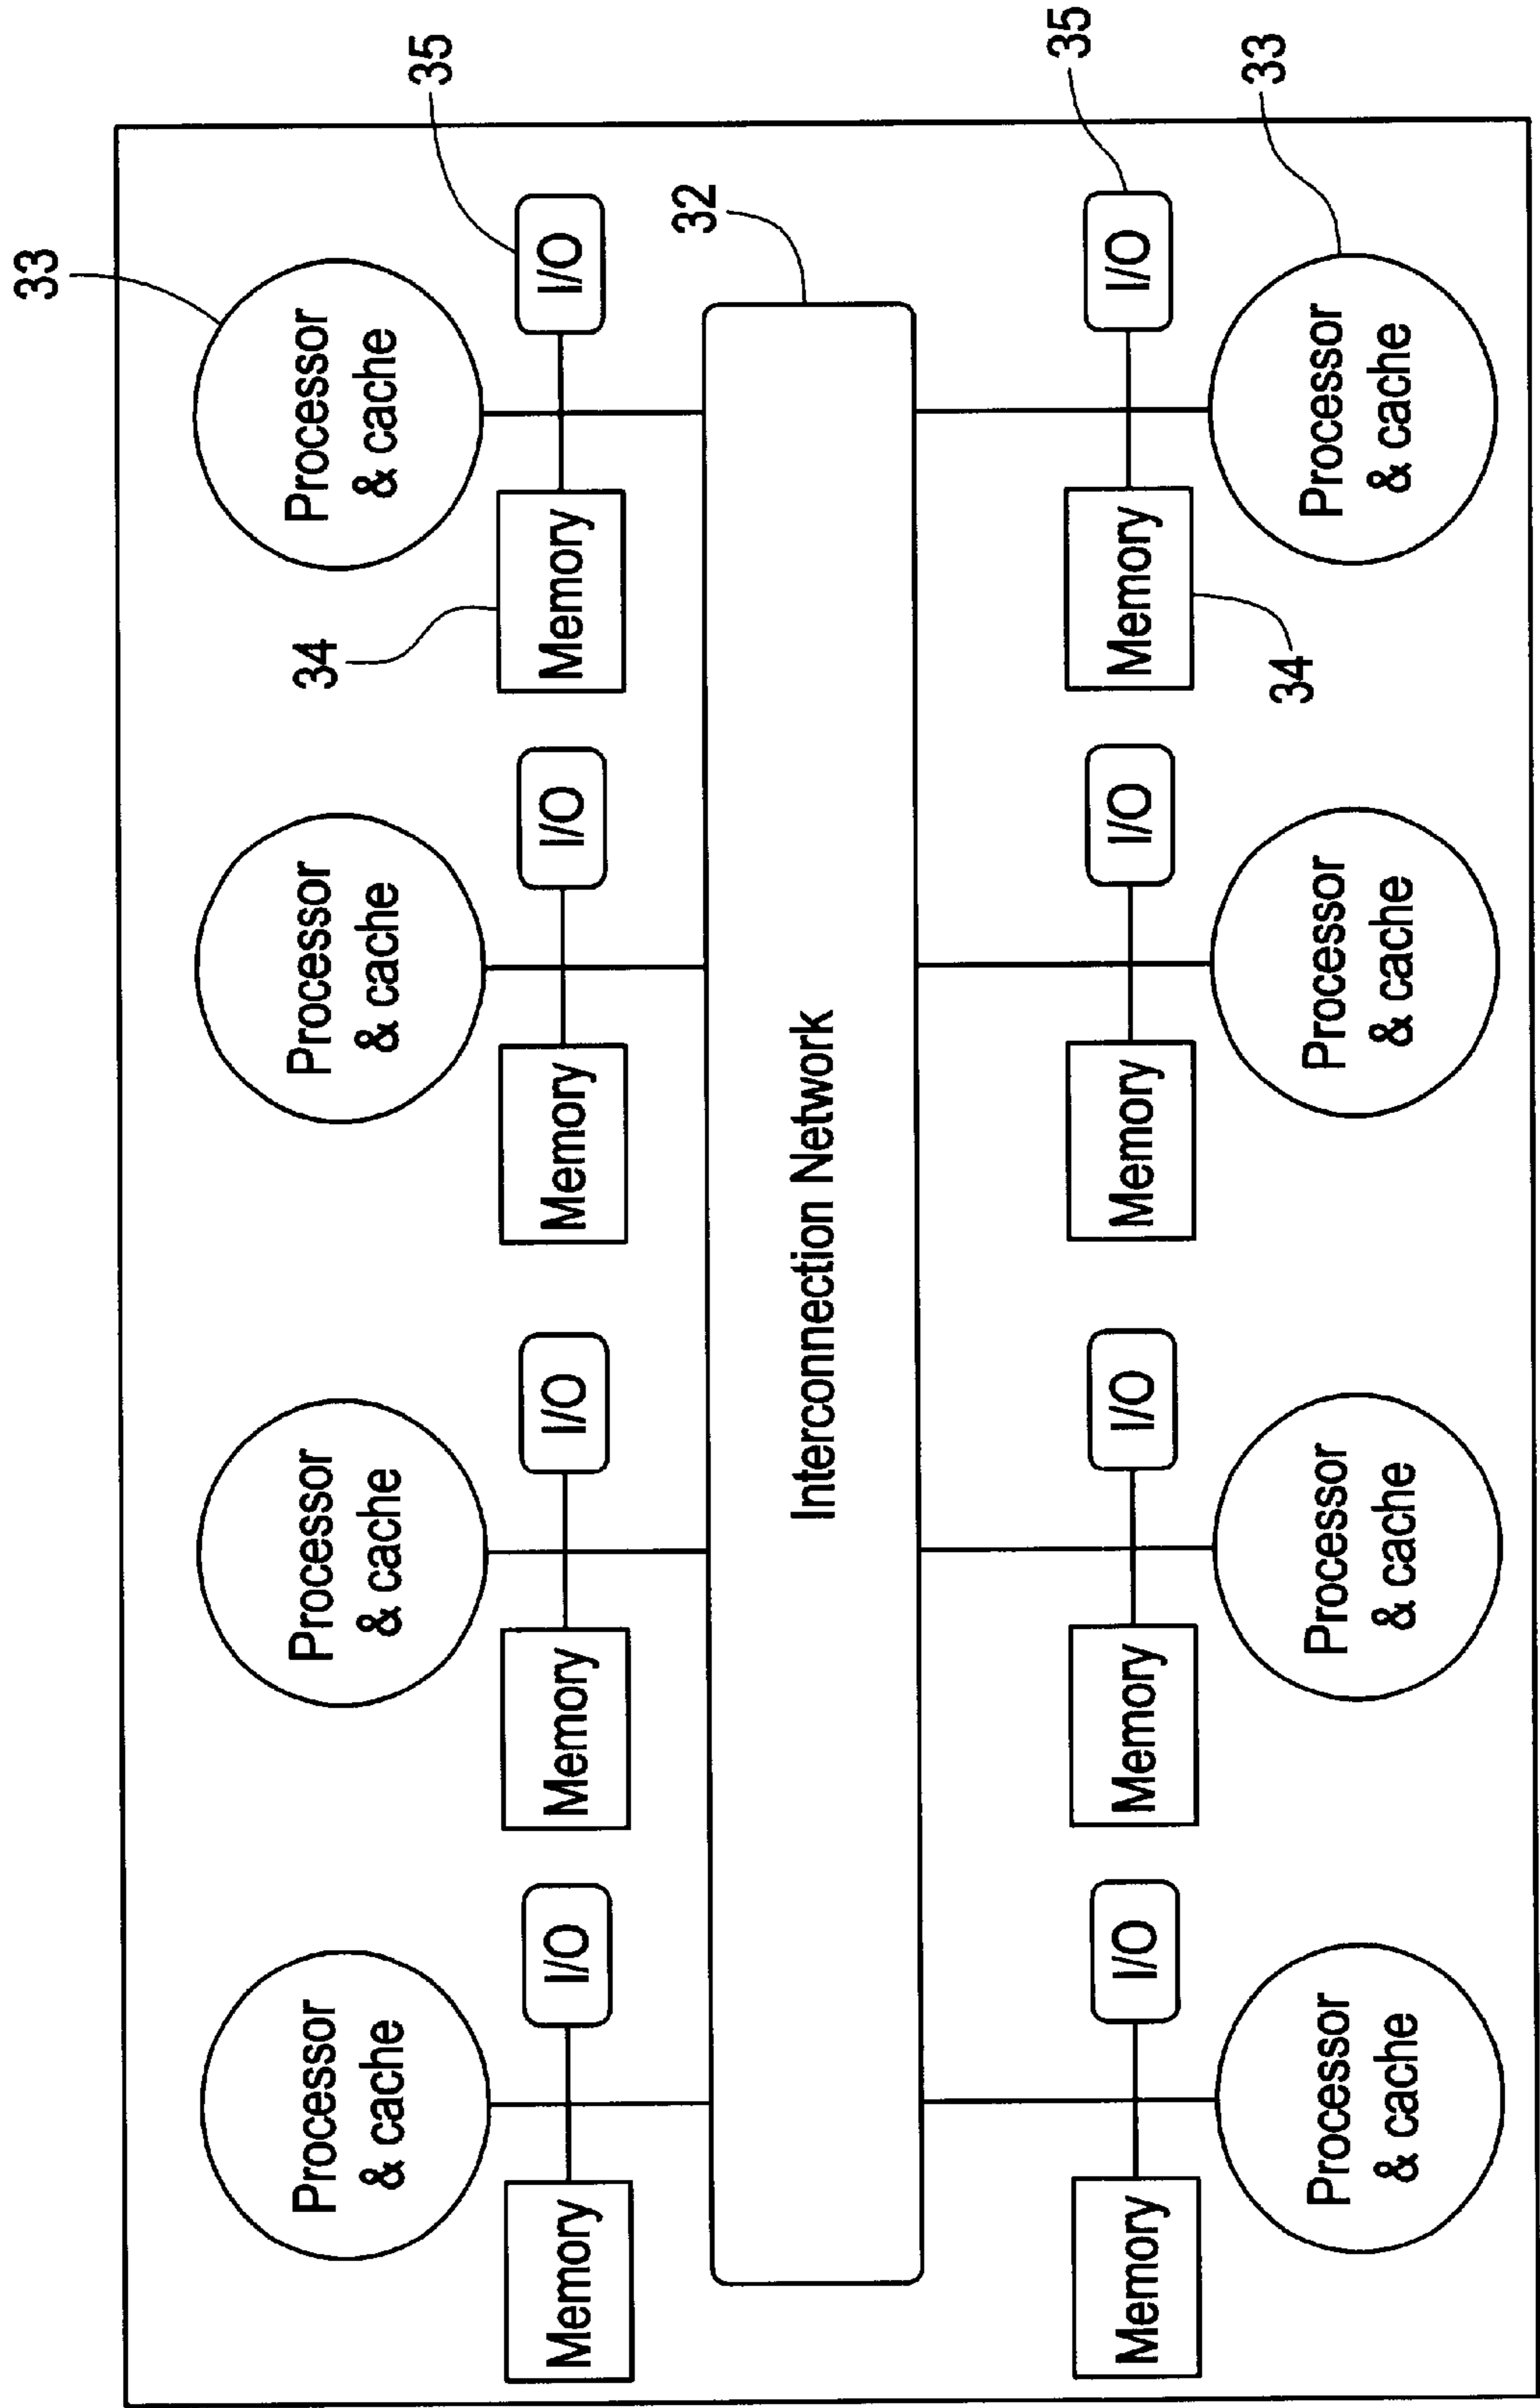 33
Processor
& cache
Processor
& cache
Processor
& cache
Processor
& cache
34
35
Memory
I/O
Memory
I/O
Memory
I/O
Memory
I/O
32
Interconnection Network
35
Memory
I/O
Memory
I/O
Memory
I/O
Memory
I/O
33
34
Processor
& cache
Processor
& cache
Processor
& cache
Processor
& cache